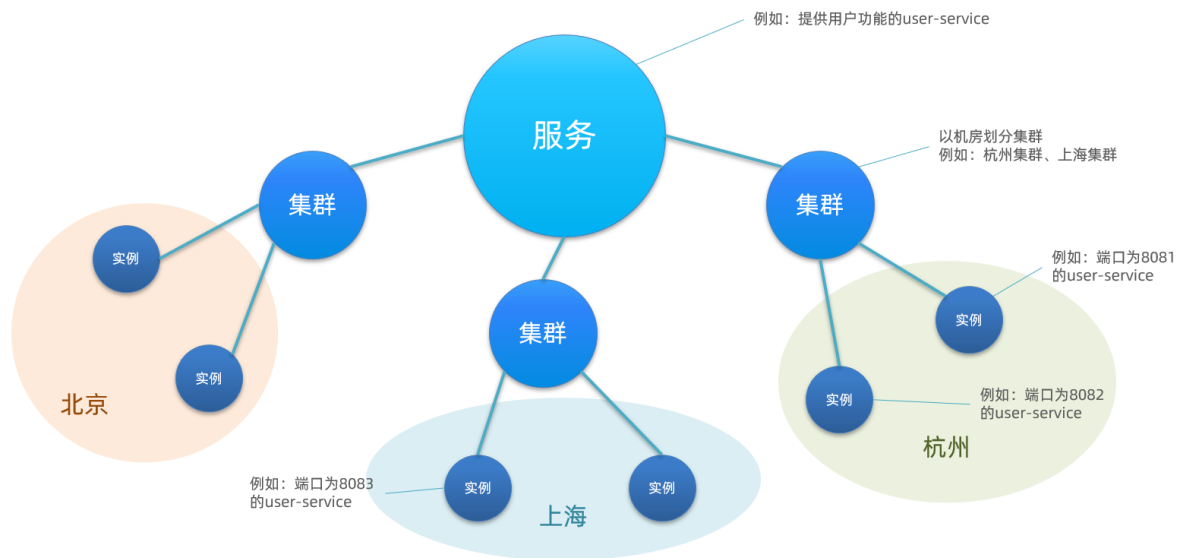 例如：提供用户功能的user-service
服务
以机房划分集群
例如：杭州集群、上海集群
集群
集群
实例
例如：端口为8081
的user-service
实例
集群
实例
实例
例如：端口为8082
的user-service
北京
实例
杭州
例如：端口为8083
的user-service
实例
实例
上海